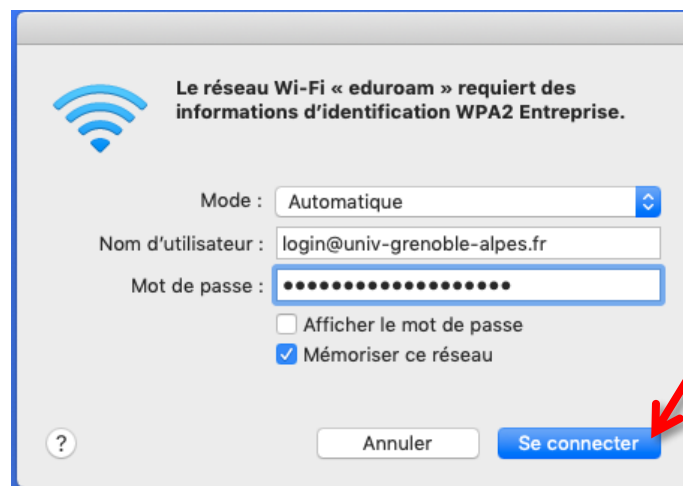 Le réseau Wi-Fi « eduroam » requiert des
informations d'identification WPA2 Entreprise.
Mode : Automatique
Nom d'utilisateur : login@univ-grenoble-alpes.fr
Mot de passe : •••••••••••••••••••
Afficher le mot de passe
Mémoriser ce réseau
? Annuler Se connecter